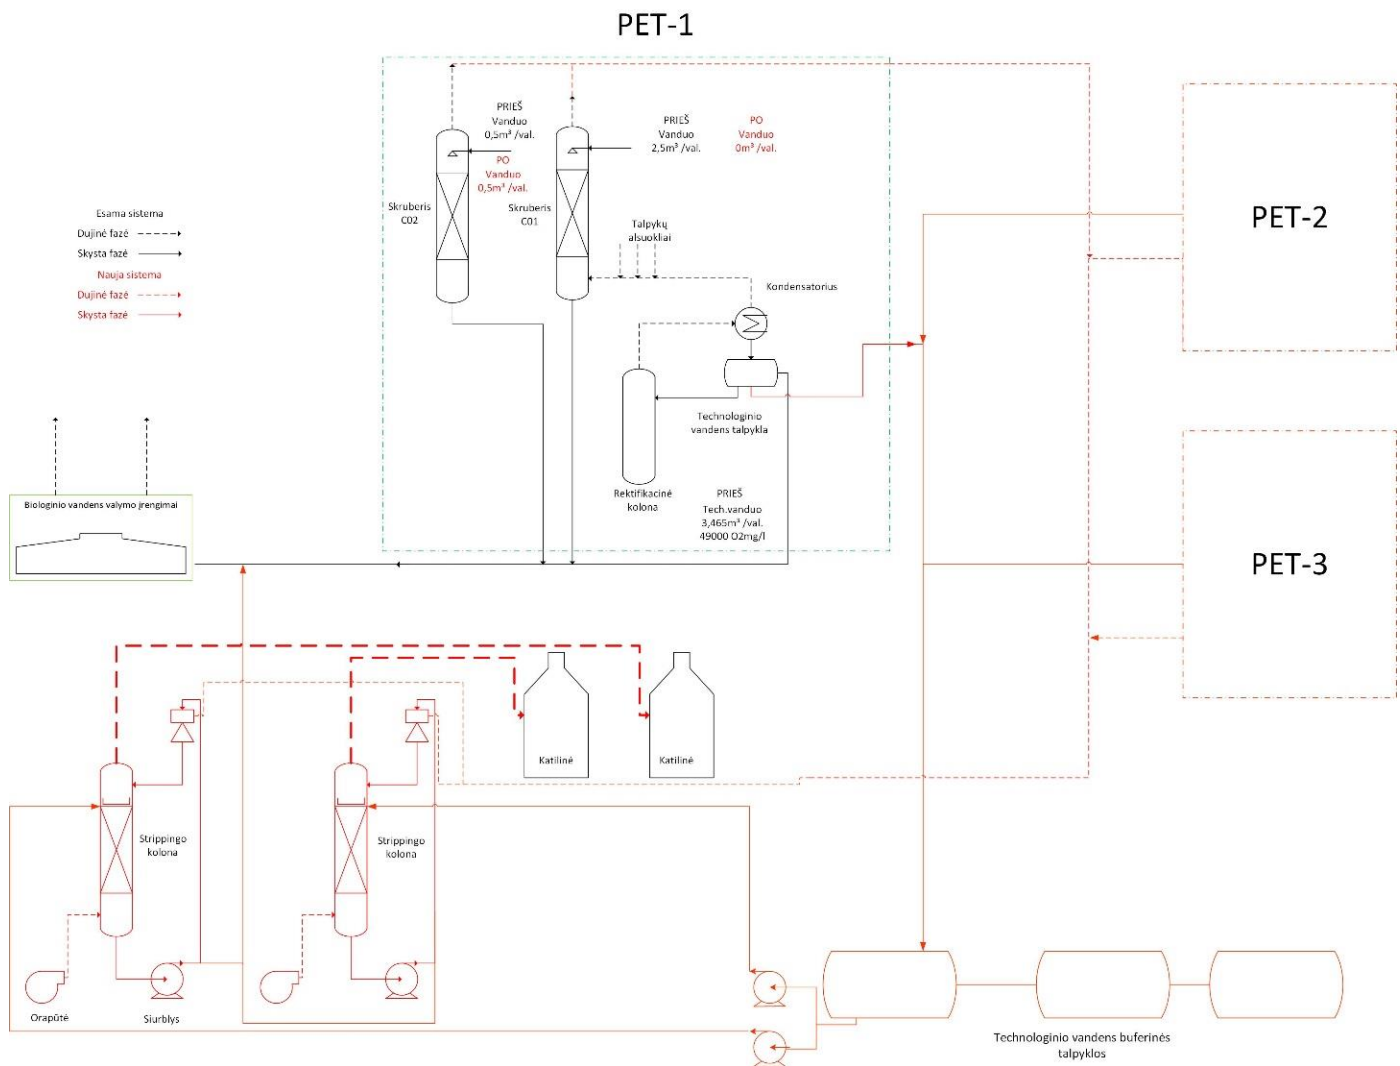 PET-1
PRIEŠ
Vanduo
0,5m³ /val.
PO
Vanduo
0,5m³ /val.
PRIEŠ
Vanduo
2,5m³ /val.
PO
Vanduo
0m³ /val.
Skruberis
C02
Skruberis
C01
Talpykų
alsuokliai
Kondensatorius
Technologinio
vandens talpykla
Rektifikacinė
kolona
PRIEŠ
Tech.vanduo
3,465m³ /val.
49000 O2mg/l
PET-2
PET-3
Esama sistema
Dujinė fazė
Skysta fazė
Nauja sistema
Dujinė fazė
Skysta fazė
Biologinio vandens valymo įrengimai
Katilinė
Katilinė
Strippingo
kolona
Strippingo
kolona
Orapūtė
Siurblys
Technologinio vandens buferinės
talpyklos